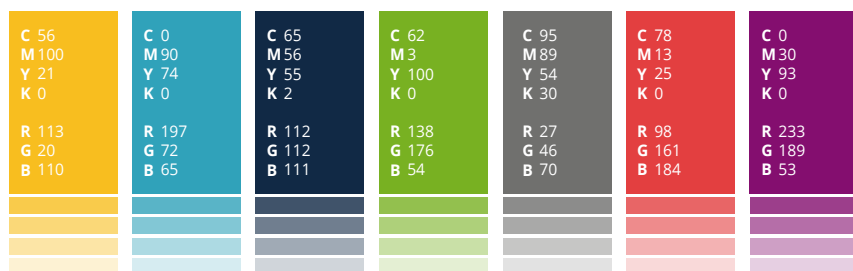 C 56
M 100
Y 21
K 0
R 113
G 20
B 110
C 0
M 90
Y 74
K 0
R 197
G 72
B 65
C 65
M 56
Y 55
K 2
R 112
G 112
B 111
C 62
M 3
Y 100
K 0
R 138
G 176
B 54
C 95
M 89
Y 54
K 30
R 27
G 46
B 70
C 78
M 13
Y 25
K 0
R 98
G 161
B 184
C 0
M 30
Y 93
K 0
R 233
G 189
B 53